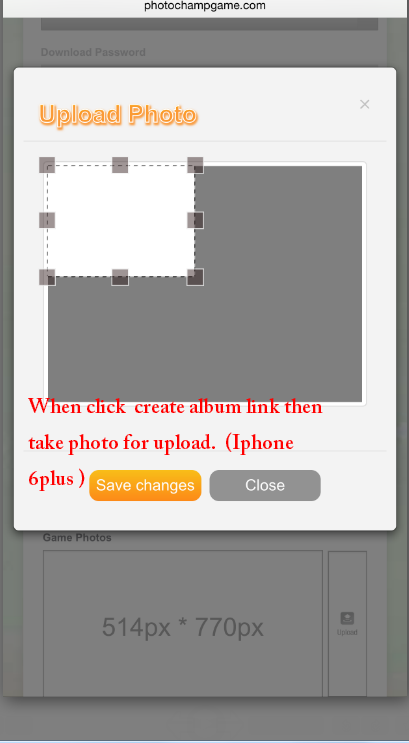 photochampgame.com
Download Password
Upload Photo
×
When click create album link then
take photo for upload. (Iphone
6plus )
Save changes
Close
Game Photos
514px * 770px
Upload